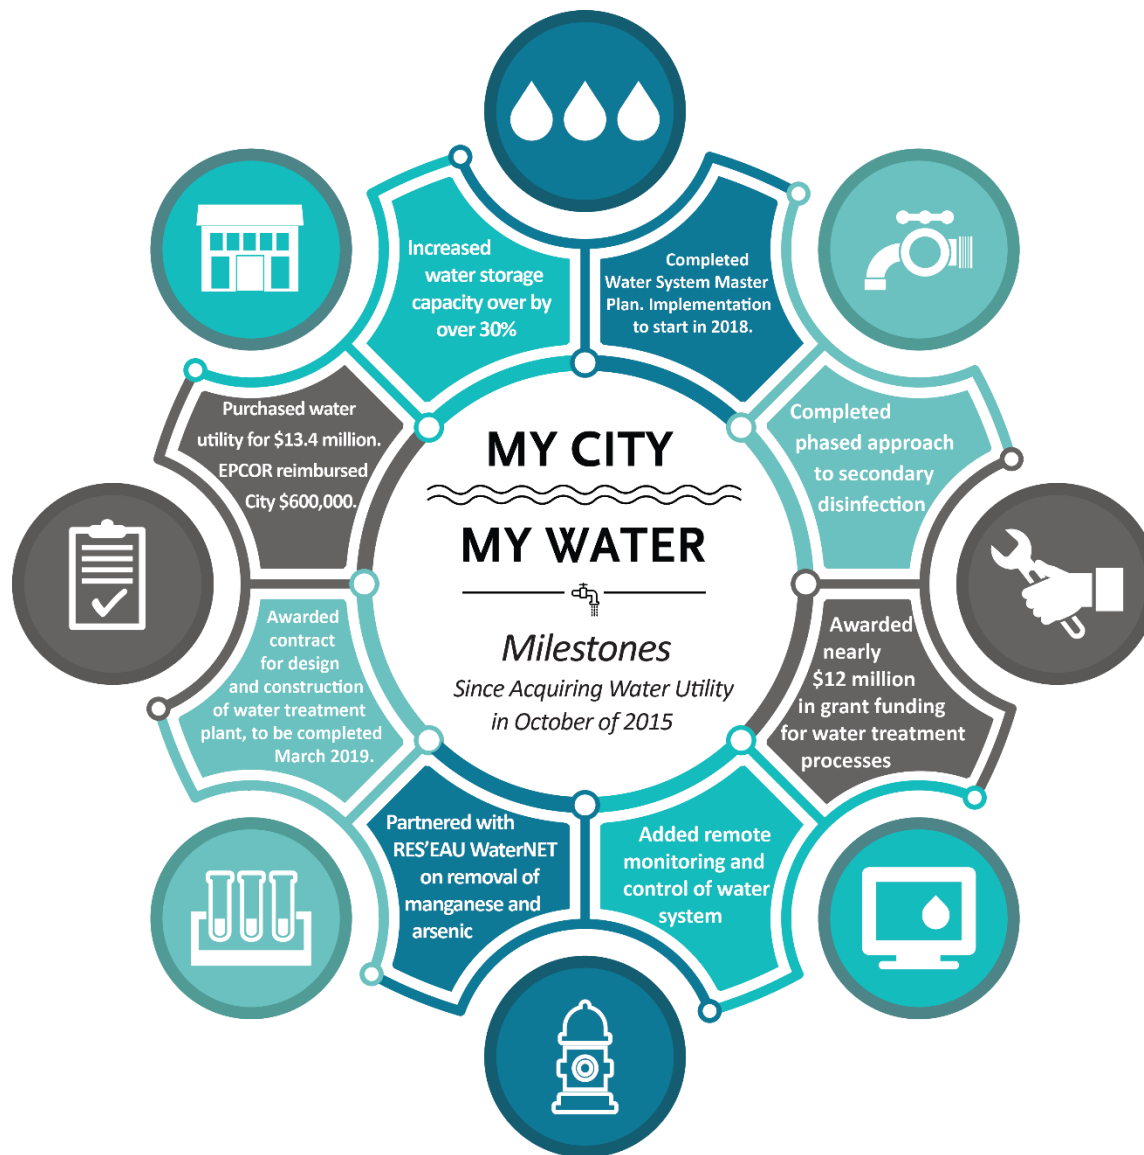 MY CITY
MY WATER
Milestones
Since Acquiring Water Utility
in October of 2015
Completed
Water System Master
Plan. Implementation
to start in 2018.
Completed
phased approach
to secondary
disinfection
Awarded
nearly
$12 million
in grant funding
for water treatment
processes
Added remote
monitoring and
control of water
system
Partnered with
RES’EAU WaterNET
on removal of
manganese and
arsenic
Awarded
contract
for design
and construction
of water treatment
plant, to be completed
March 2019.
Purchased water
utility for $13.4 million.
EPCOR reimbursed
City $600,000.
Increased
water storage
capacity over by
over 30%